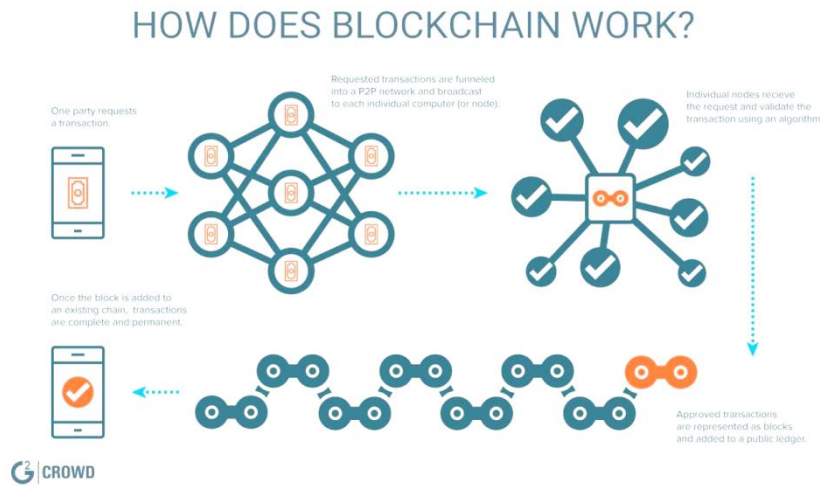 HOW DOES BLOCKCHAIN WORK?
One party requests
a transaction.
Requested transactions are funneled
into a P2P network and broadcast
to each individual computer (or node).
Individual nodes recieve
the request and validate the
transaction using an algorithm
Approved transactions
are represented as blocks
and added to a public ledger.
Once the block is added to
an existing chain, transactions
are complete and permanent.
G2 | CROWD